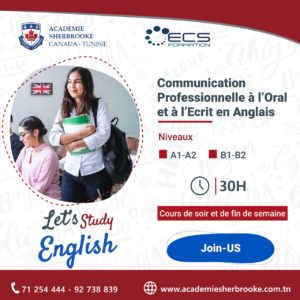 ACADEMIE
SHERBROOKE
CANADA - TUNISIE
ECS
FORMATION
Communication
Professionnelle à l'Oral
et à l'Ecrit en Anglais
Niveaux
A1-A2
B1-B2
30H
Cours de soir et de fin de semaine
Let's Study
English
Join-US
71 254 444 - 92 738 839
www.academiesherbrooke.com.tn